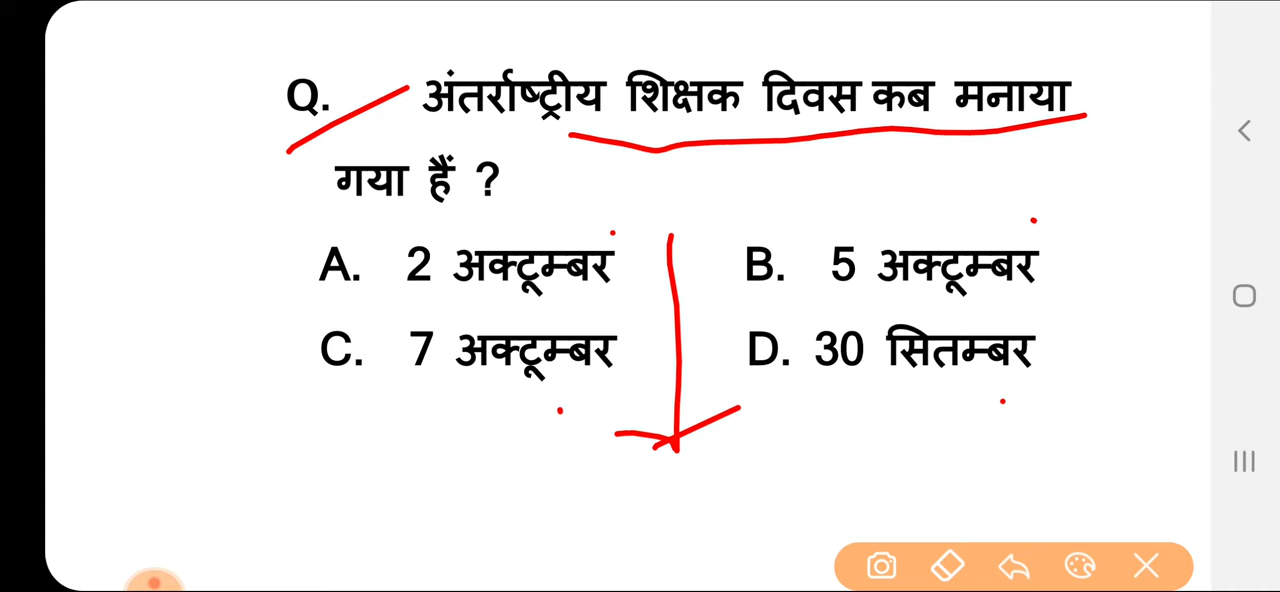 Q. अंतर्राष्ट्रीय शिक्षक दिवस कब मनाया
गया हैं ?
A. 2 अक्टूम्बर B. 5 अक्टूम्बर
C. 7 अक्टूम्बर D. 30 सितम्बर